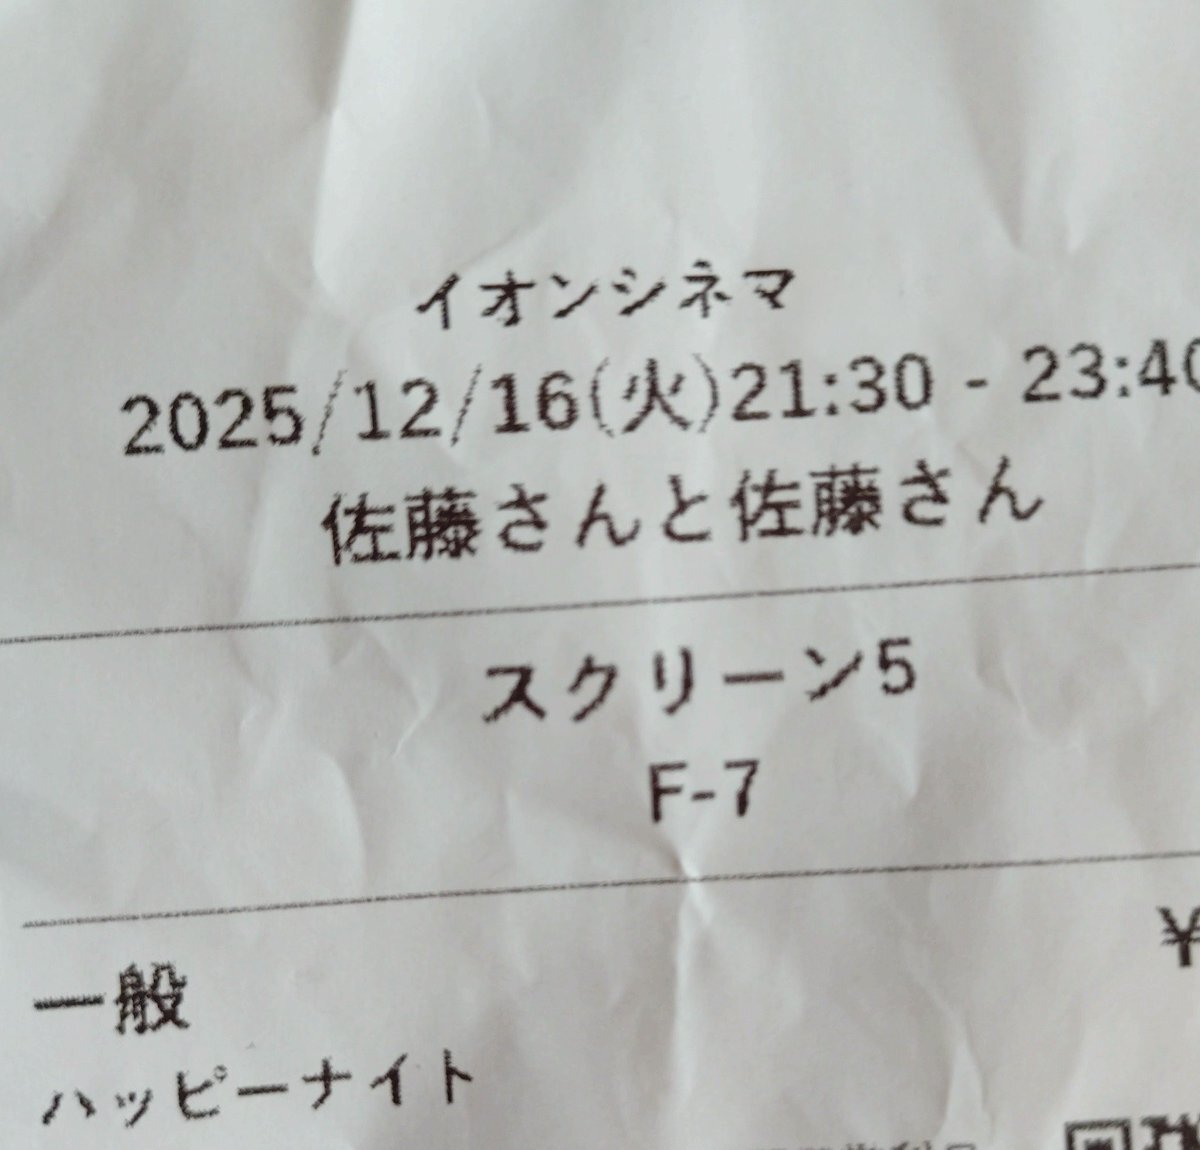 イオンシネマ
2025/12/16(火)21:30 - 23:40
佐藤さんと佐藤さん
スクリーン5
F-7
一般
¥
ハッピーナイト